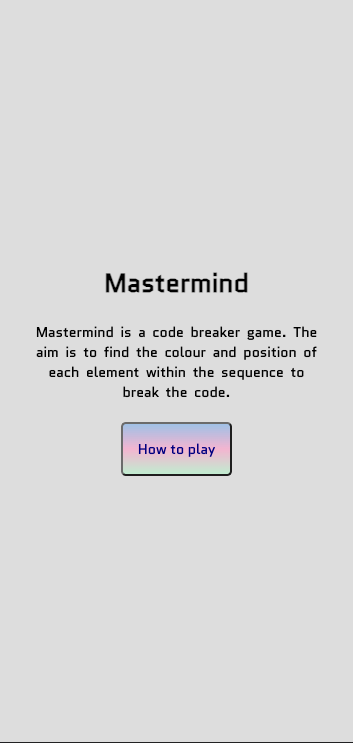 Mastermind
Mastermind is a code breaker game. The
aim is to find the colour and position of
each element within the sequence to
break the code.
How to play